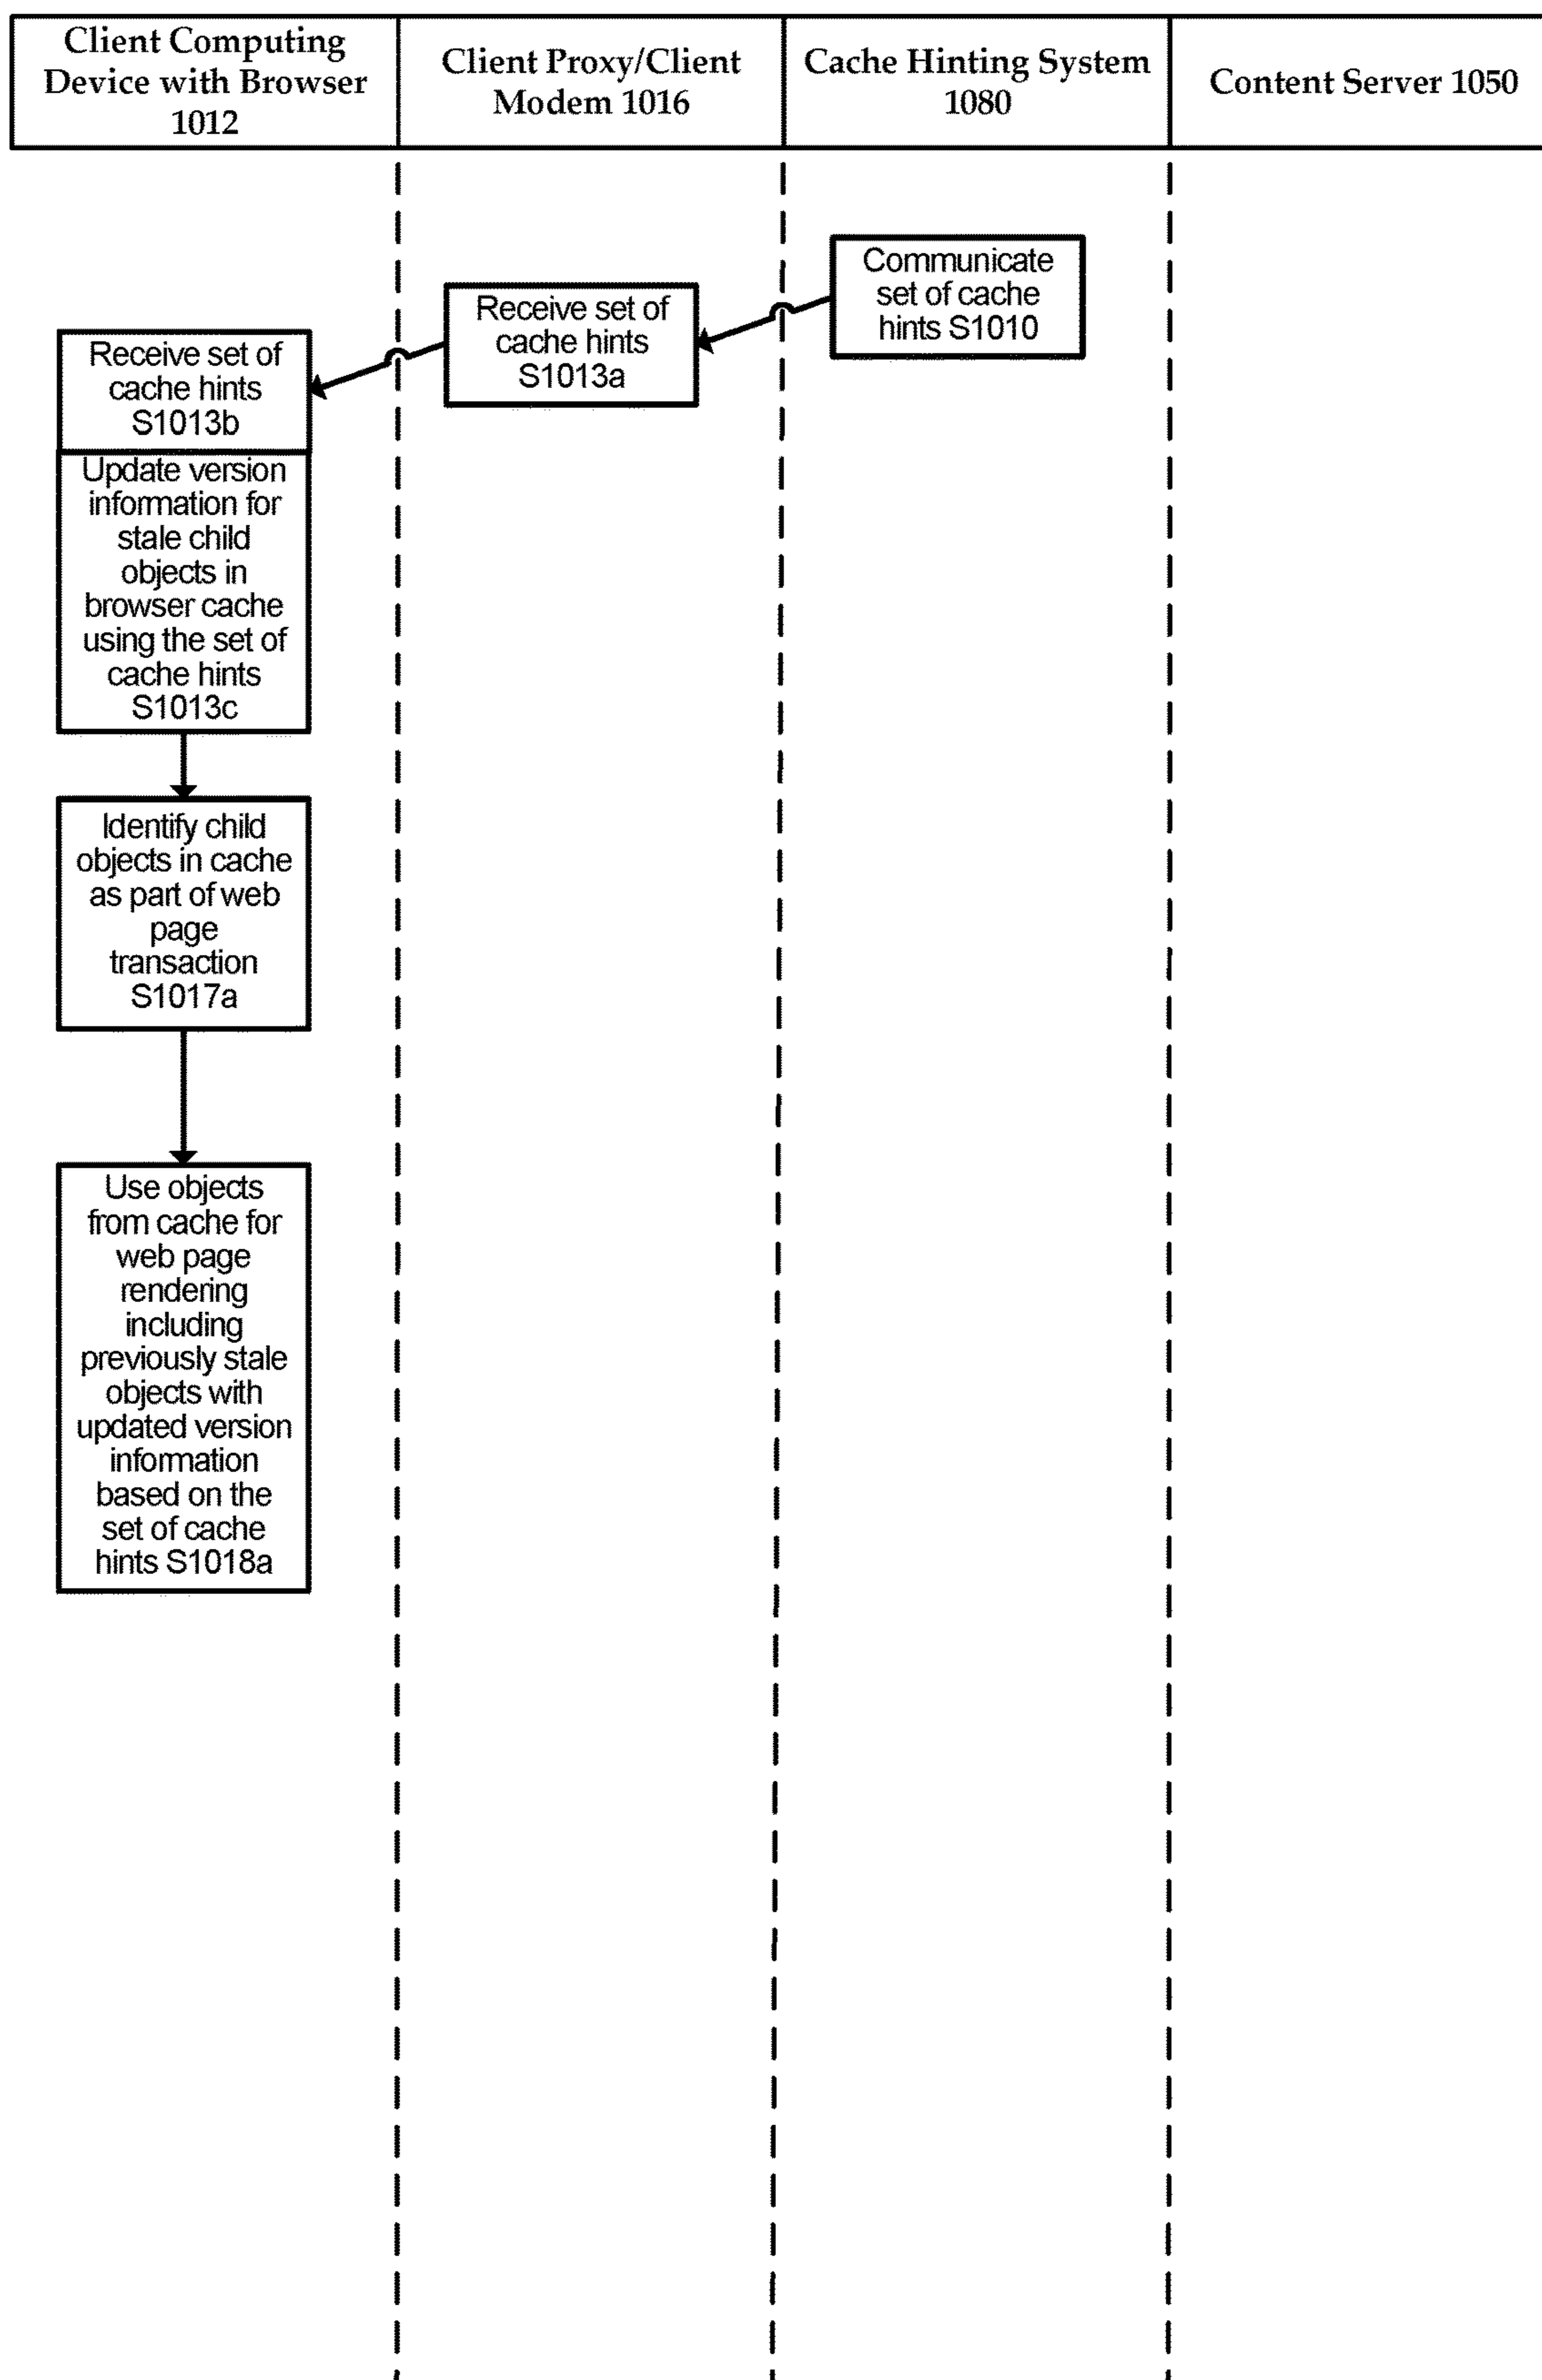 Client Computing
Device with Browser
1012
Client Proxy/Client
Modem 1016
Cache Hinting System
1080
Content Server 1050
Communicate
set of cache
hints S1010
Receive set of
cache hints
S1013a
Receive set of
cache hints
S1013b
Update version
information for
stale child
objects in
browser cache
using the set of
cache hints
S1013c
Identify child
objects in cache
as part of web
page
transaction
S1017a
Use objects
from cache for
web page
rendering
including
previously stale
objects with
updated version
information
based on the
set of cache
hints S1018a